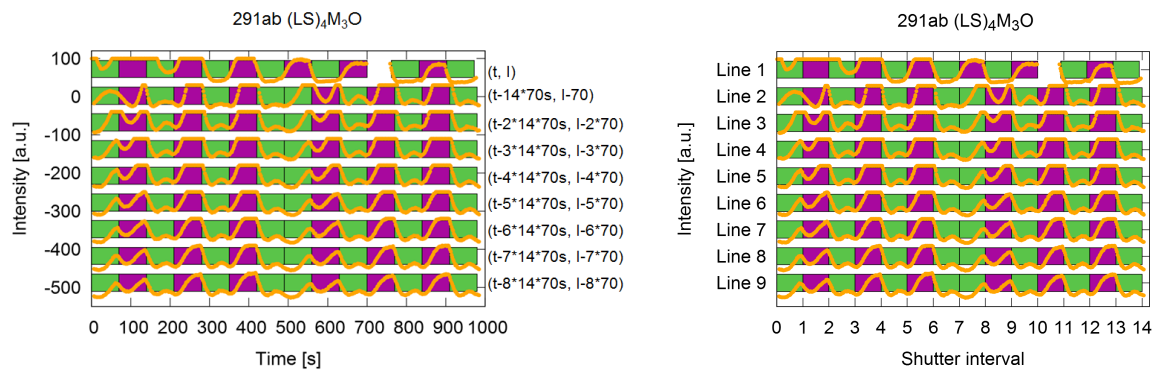 291ab (LS)₄M₃O
100
0
-100
-200
-300
-400
-500
Intensity [a.u.]
(t, I)
(t-14*70s, I-70)
(t-2*14*70s, I-2*70)
(t-3*14*70s, I-3*70)
(t-4*14*70s, I-4*70)
(t-5*14*70s, I-5*70)
(t-6*14*70s, I-6*70)
(t-7*14*70s, I-7*70)
(t-8*14*70s, I-8*70)
0 100 200 300 400 500 600 700 800 900 1000
Time [s]
291ab (LS)₄M₃O
Intensity [a.u.]
Line 1
Line 2
Line 3
Line 4
Line 5
Line 6
Line 7
Line 8
Line 9
0 1 2 3 4 5 6 7 8 9 10 11 12 13 14
Shutter interval